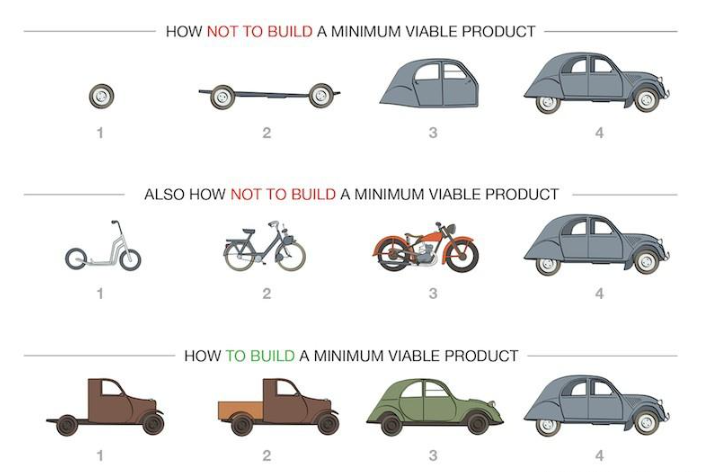 HOW NOT TO BUILD A MINIMUM VIABLE PRODUCT
1 2 3 4
ALSO HOW NOT TO BUILD A MINIMUM VIABLE PRODUCT
1 2 3 4
HOW TO BUILD A MINIMUM VIABLE PRODUCT
1 2 3 4